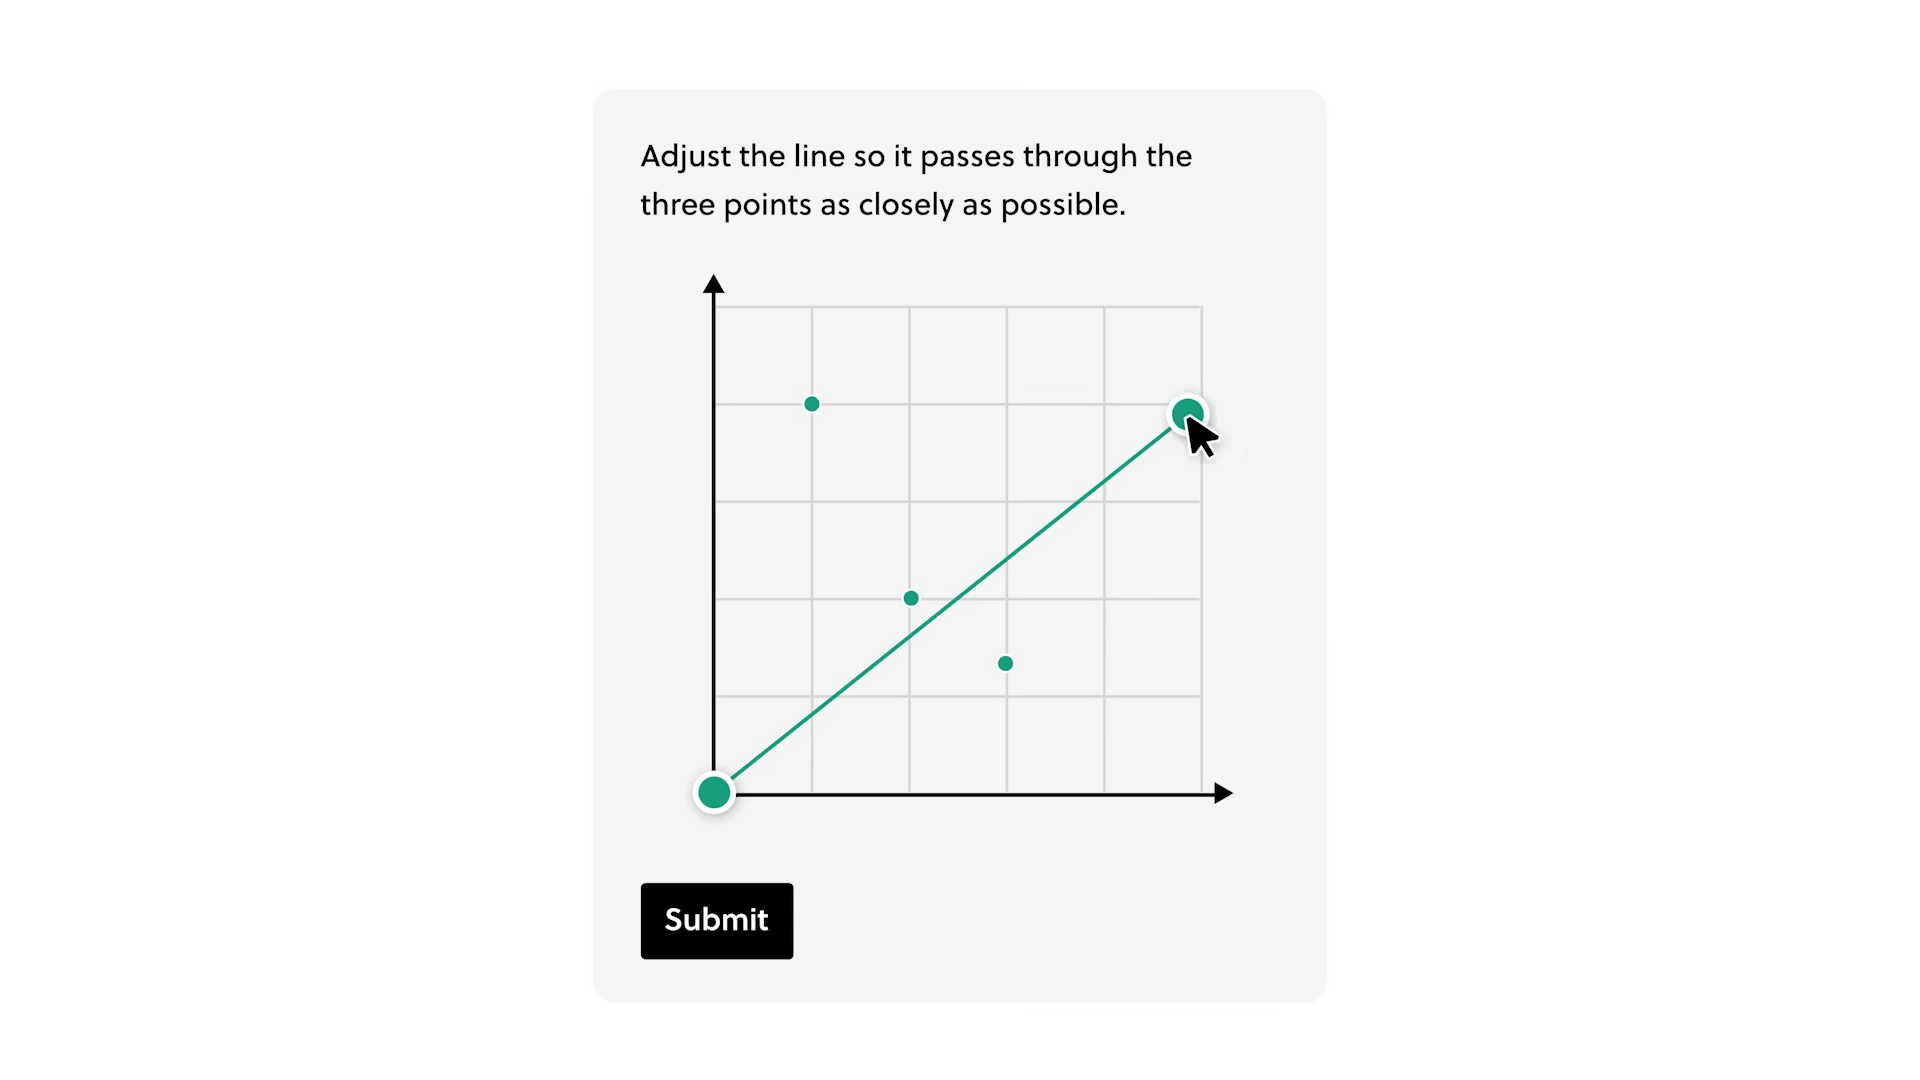 Adjust the line so it passes through the
three points as closely as possible.
Submit